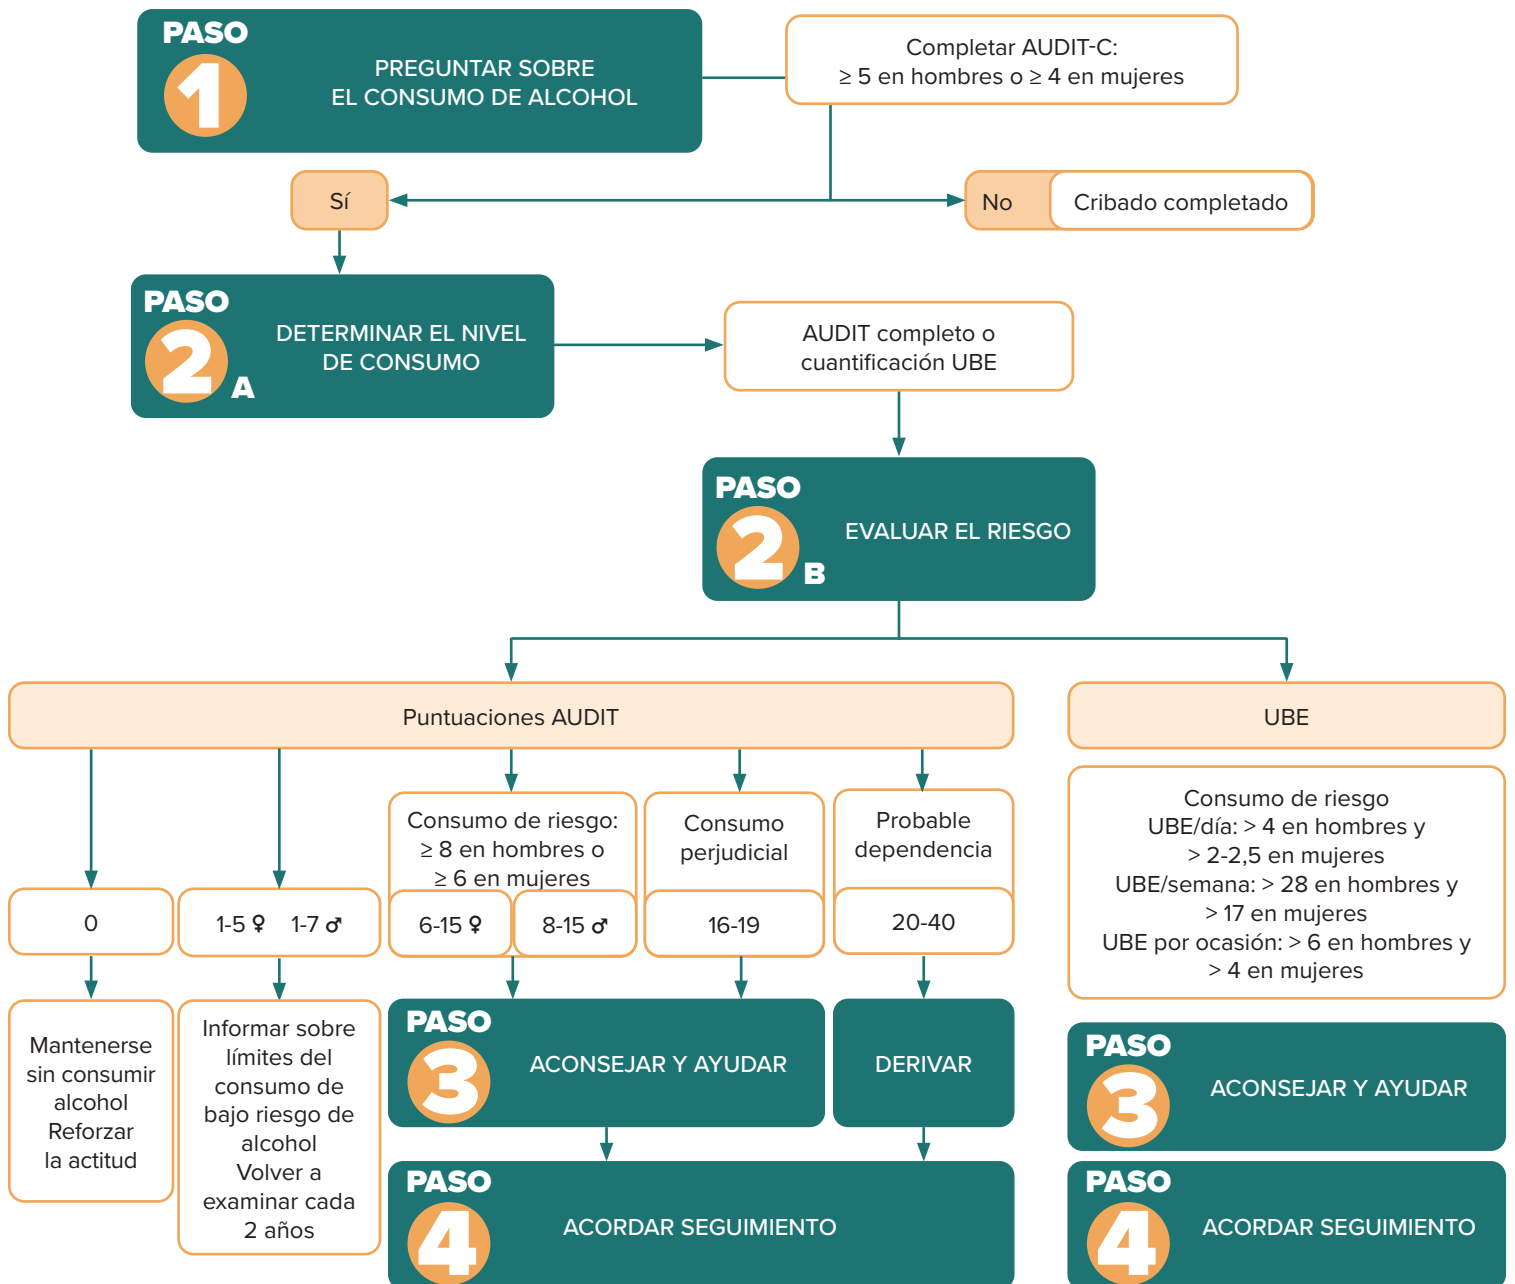 PASO
1
PREGUNTAR SOBRE
EL CONSUMO DE ALCOHOL
Completar AUDIT-C:
≥ 5 en hombres o ≥ 4 en mujeres
Sí
No
Cribado completado
PASO
2 A
DETERMINAR EL NIVEL
DE CONSUMO
AUDIT completo o
cuantificación UBE
PASO
2 B
EVALUAR EL RIESGO
Puntuaciones AUDIT
UBE
0
1-5 ♀ 1-7 ♂
Consumo de riesgo:
≥ 8 en hombres o
≥ 6 en mujeres
6-15 ♀
8-15 ♂
Consumo
perjudicial
16-19
Probable
dependencia
20-40
Consumo de riesgo
UBE/día: > 4 en hombres y
> 2-2,5 en mujeres
UBE/semana: > 28 en hombres y
> 17 en mujeres
UBE por ocasión: > 6 en hombres y
> 4 en mujeres
Mantenerse
sin consumir
alcohol
Reforzar
la actitud
Informar sobre
límites del
consumo de
bajo riesgo de
alcohol
Volver a
examinar cada
2 años
PASO
3
ACONSEJAR Y AYUDAR
DERIVAR
PASO
4
ACORDAR SEGUIMIENTO
PASO
3
ACONSEJAR Y AYUDAR
PASO
4
ACORDAR SEGUIMIENTO